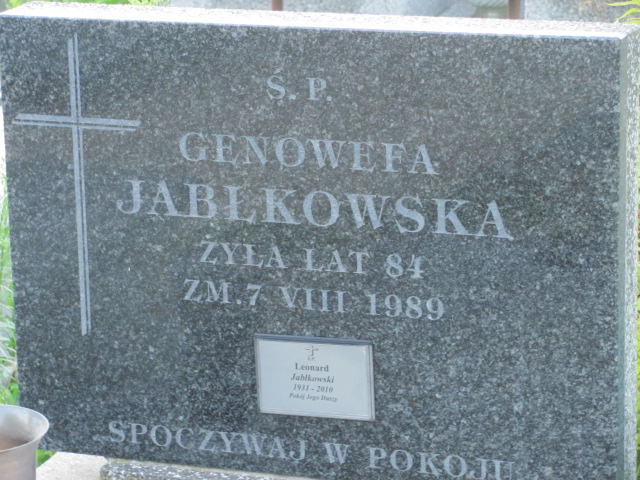 Ś. P.
GENOWEFA
JABŁKOWSKA
ŻYŁA LAT 84
ZM. 7 VIII 1989
Leonard
Jabłkowski
1931 - 2010
Pokój Jego Duszy
SPOCZYWAJ W POKOJU